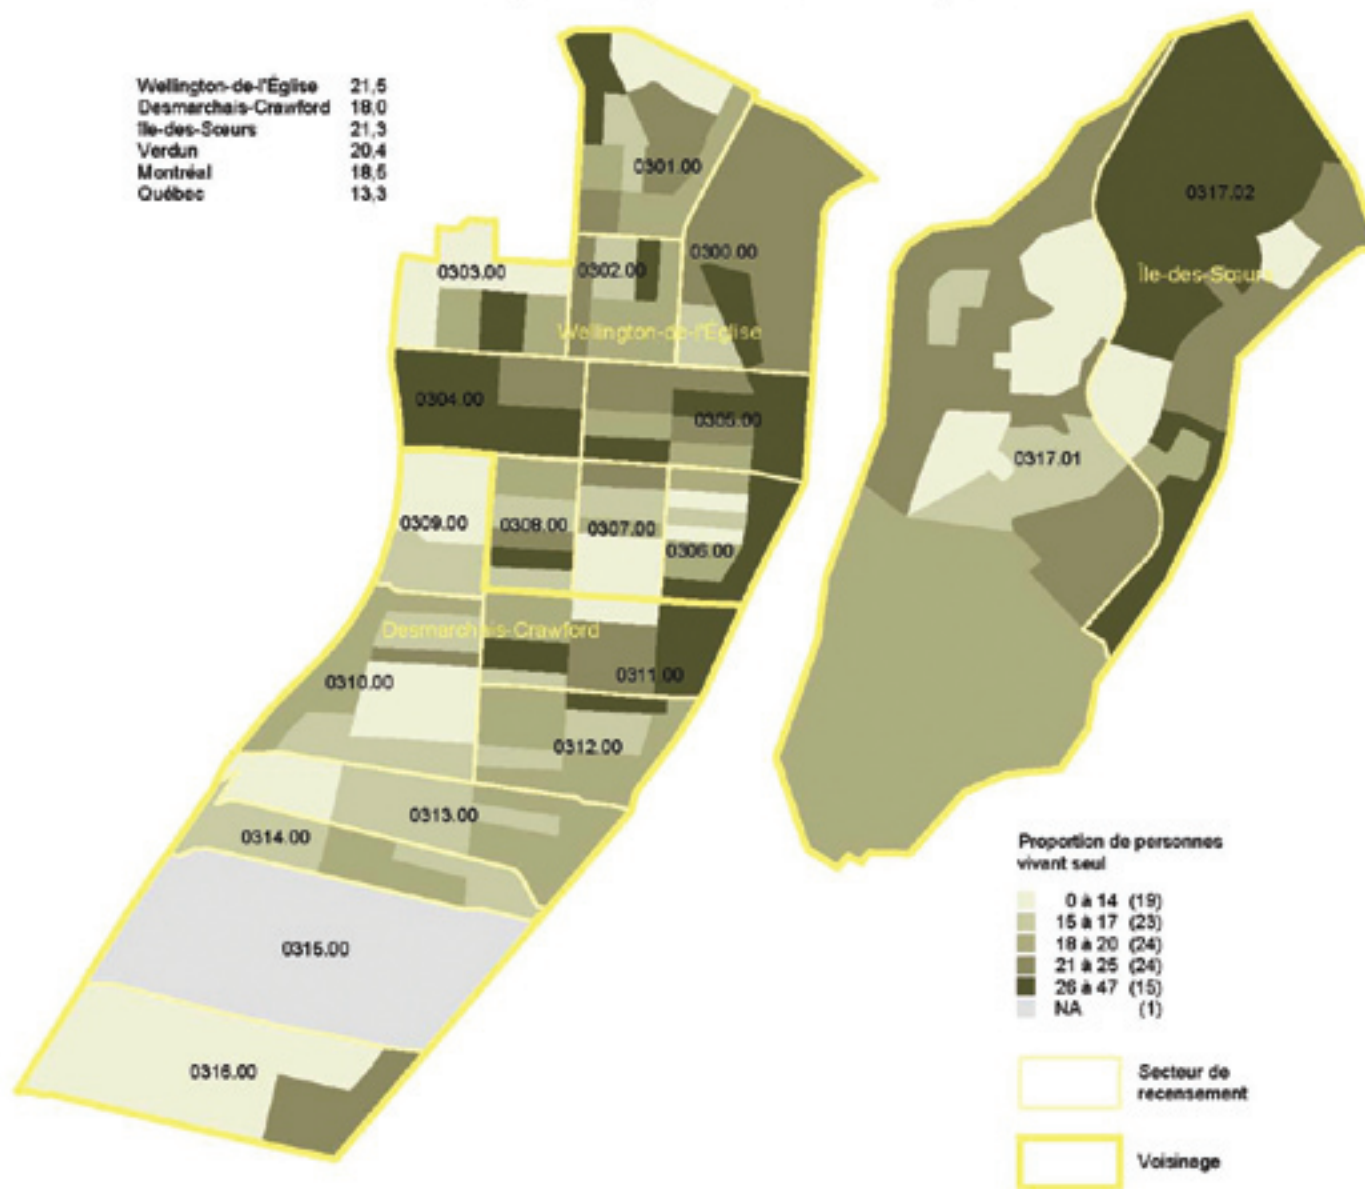 Wellington-de-l'Église 21,5
Desmarchais-Crawford 18,0
Île-des-Sœurs 21,3
Verdun 20,4
Montréal 18,5
Québec 13,3
0301.00
0317.02
0300.00
0303.00
0302.00
Île-des-Sœurs
Wellington-de-l'Église
0304.00
0305.00
0317.01
0309.00
0308.00
0307.00
0306.00
Desmarchais-Crawford
0310.00
0311.00
0312.00
0313.00
0314.00
0315.00
0316.00
Proportion de personnes
vivant seul
0 à 14 (19)
15 à 17 (23)
18 à 20 (24)
21 à 25 (24)
26 à 47 (15)
NA (1)
Secteur de
recensement
Voisinage